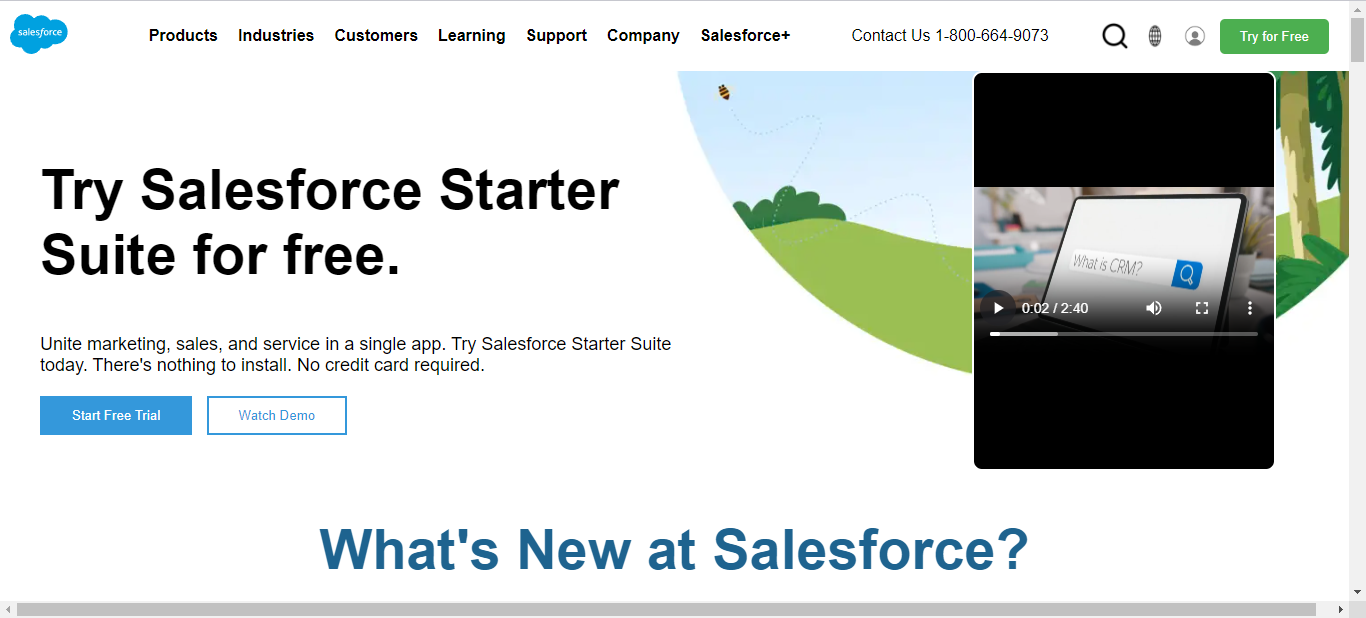 salesforce
Products Industries Customers Learning Support Company Salesforce+
Contact Us 1-800-664-9073
Try for Free
Try Salesforce Starter
Suite for free.
Unite marketing, sales, and service in a single app. Try Salesforce Starter Suite
today. There's nothing to install. No credit card required.
Start Free Trial
Watch Demo
What is CRM?
0:02 / 2:40
What's New at Salesforce?